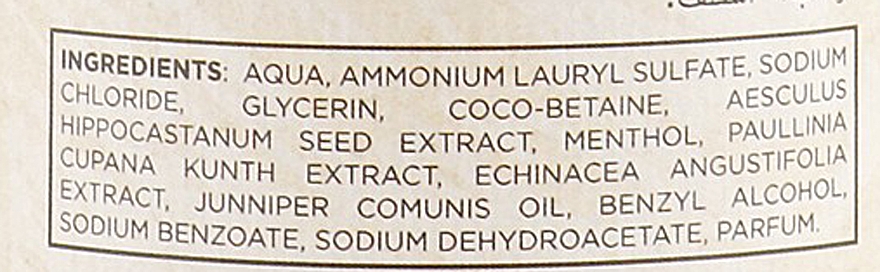 INGREDIENTS: AQUA, AMMONIUM LAURYL SULFATE, SODIUM
CHLORIDE, GLYCERIN, COCO-BETAINE, AESCULUS
HIPPOCASTANUM SEED EXTRACT, MENTHOL, PAULLINIA
CUPANA KUNTH EXTRACT, ECHINACEA ANGUSTIFOLIA
EXTRACT, JUNNIPER COMUNIS OIL, BENZYL ALCOHOL,
SODIUM BENZOATE, SODIUM DEHYDROACETATE, PARFUM.